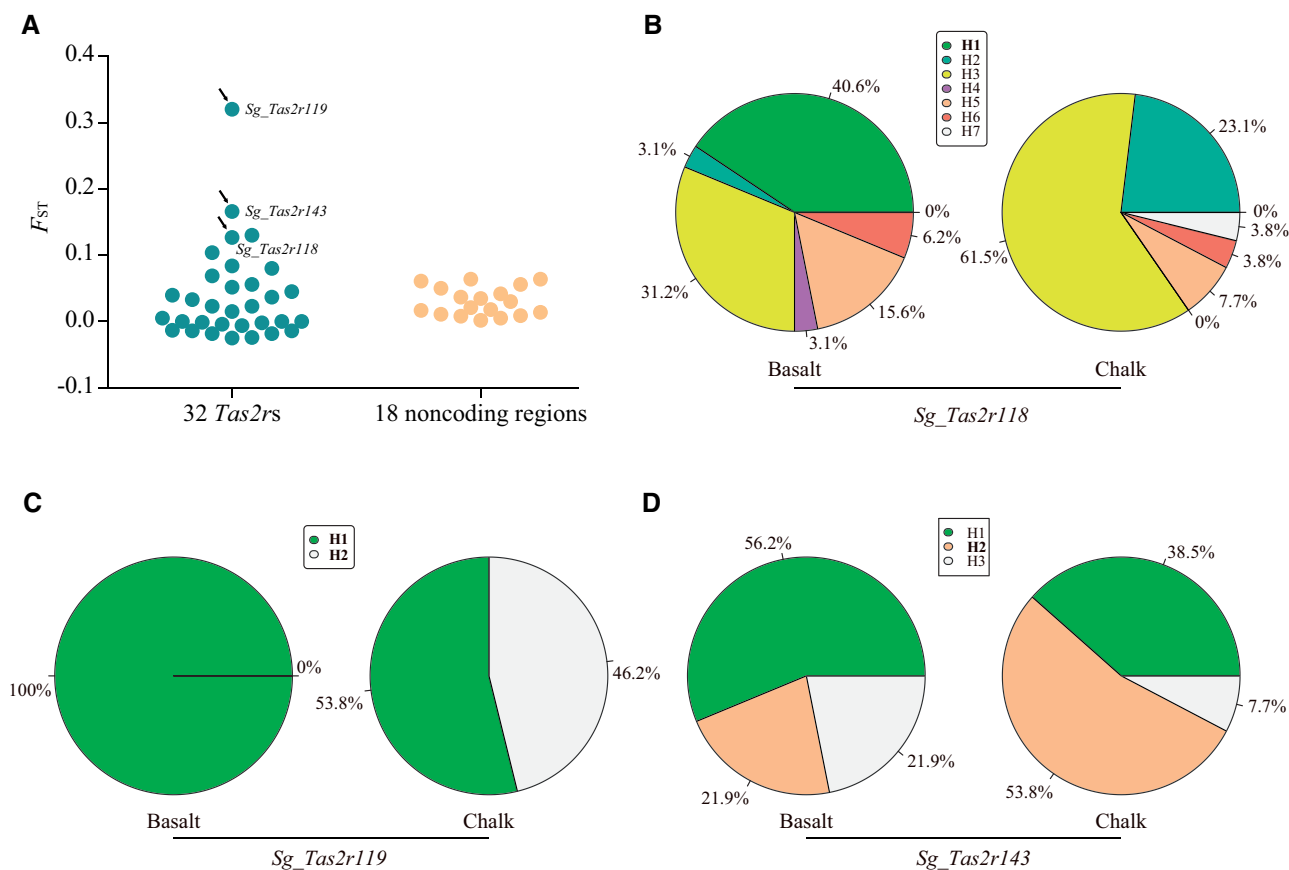 A
0.4
0.3
0.2
0.1
0.0
-0.1
FST
Sg_Tas2r119
Sg_Tas2r143
Sg_Tas2r118
32 Tas2rs
18 noncoding regions
B
H1
H2
H3
H4
H5
H6
H7
40.6%
3.1%
31.2%
3.1%
15.6%
6.2%
0%
Basalt
23.1%
0%
3.8%
3.8%
7.7%
0%
61.5%
Chalk
Sg_Tas2r118
C
H1
H2
100%
0%
Basalt
53.8%
46.2%
Chalk
Sg_Tas2r119
D
H1
H2
H3
56.2%
21.9%
21.9%
Basalt
38.5%
7.7%
53.8%
Chalk
Sg_Tas2r143